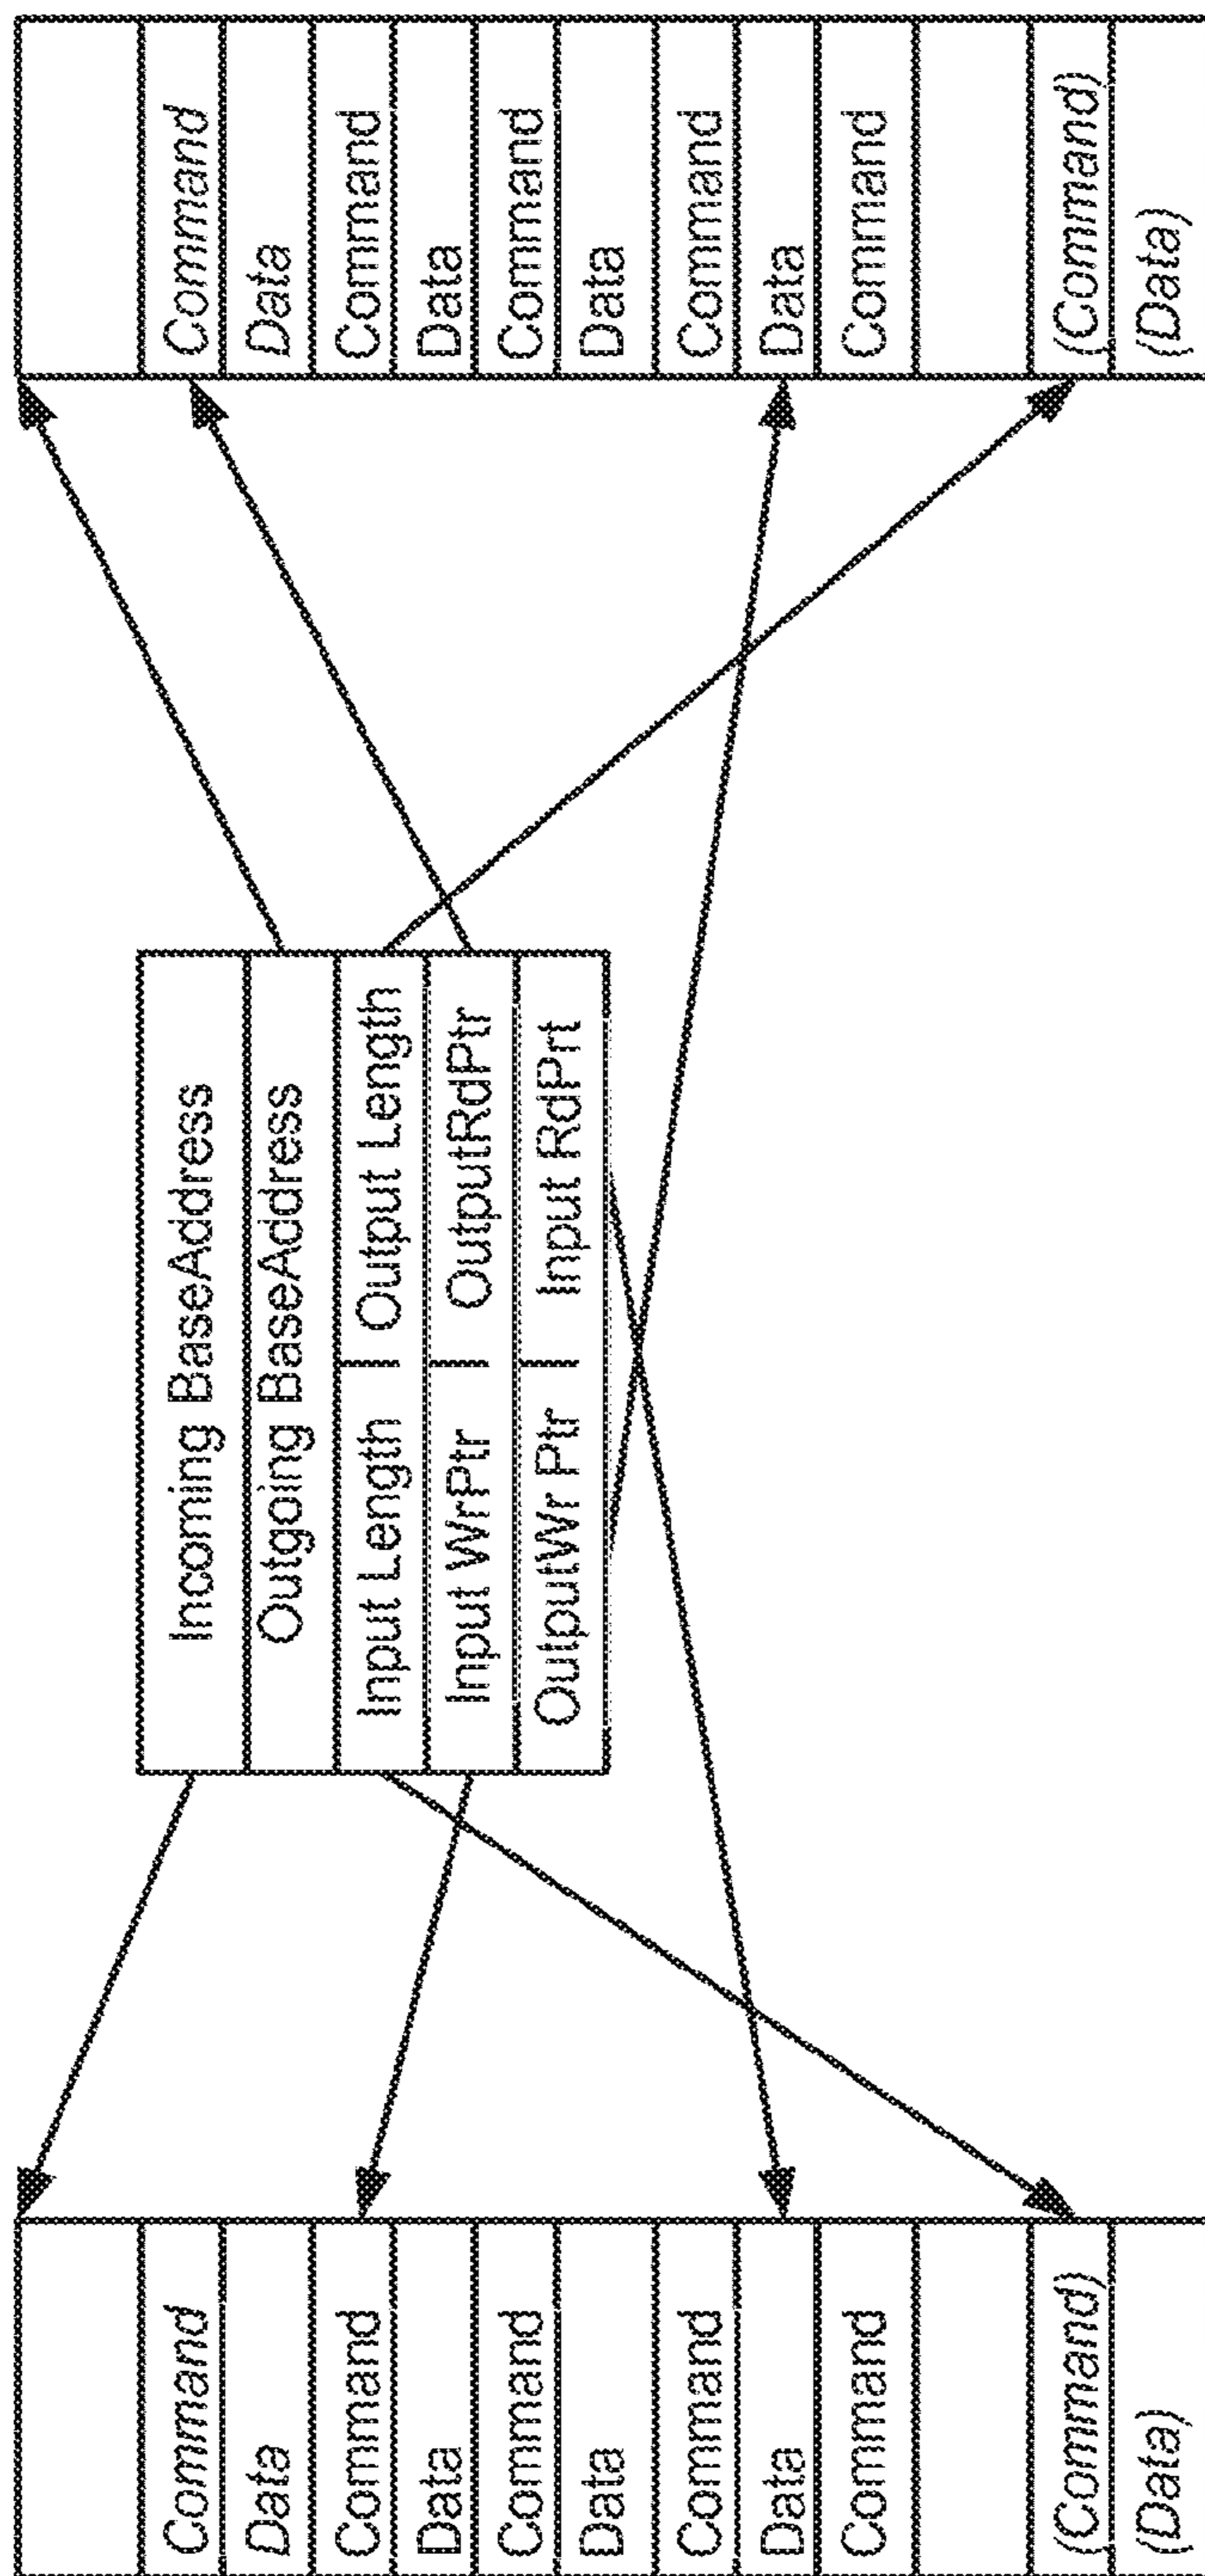 Command
Data
Command
Data
Command
Data
Command
Data
Command
(Command)
(Data)
Incoming BaseAddress
Outgoing BaseAddress
Input Length | Output Length
Input WrPtr | OutputRdPtr
OutputWr Ptr | Input RdPrt
Command
Data
Command
Data
Command
Data
Command
Data
Command
(Command)
(Data)